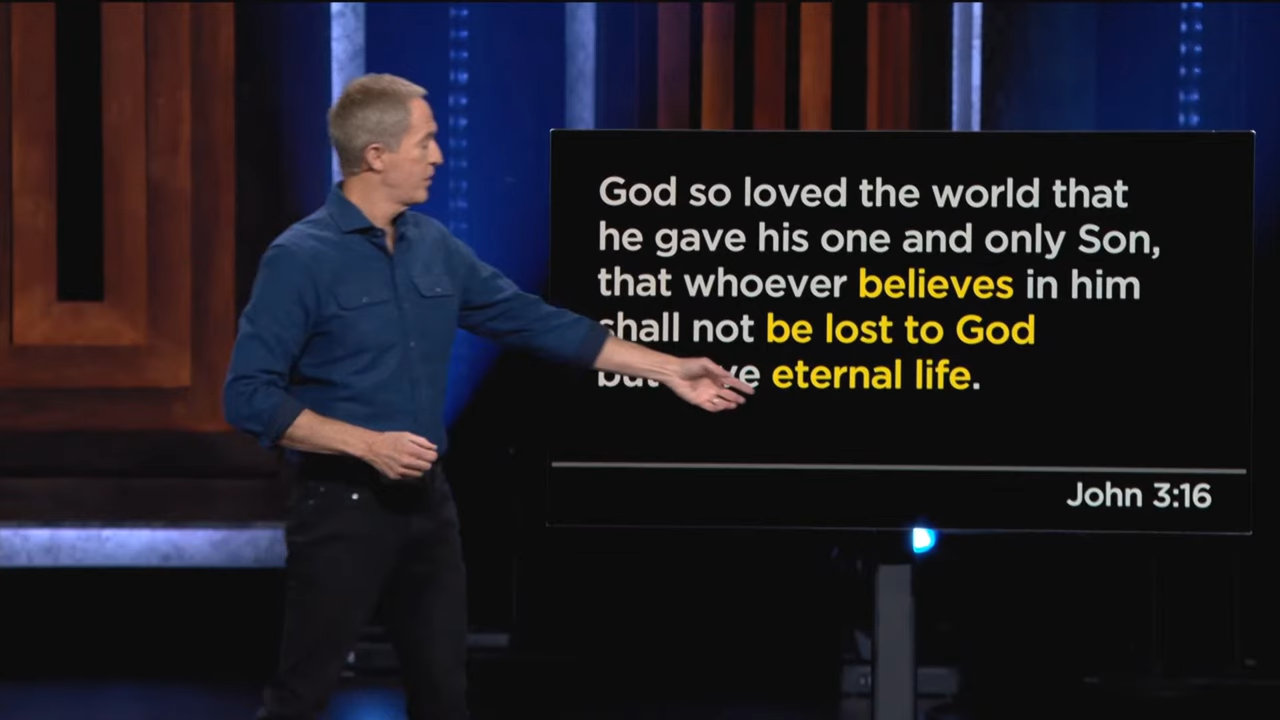 God so loved the world that
he gave his one and only Son,
that whoever believes in him
shall not be lost to God
but eternal life.
John 3:16